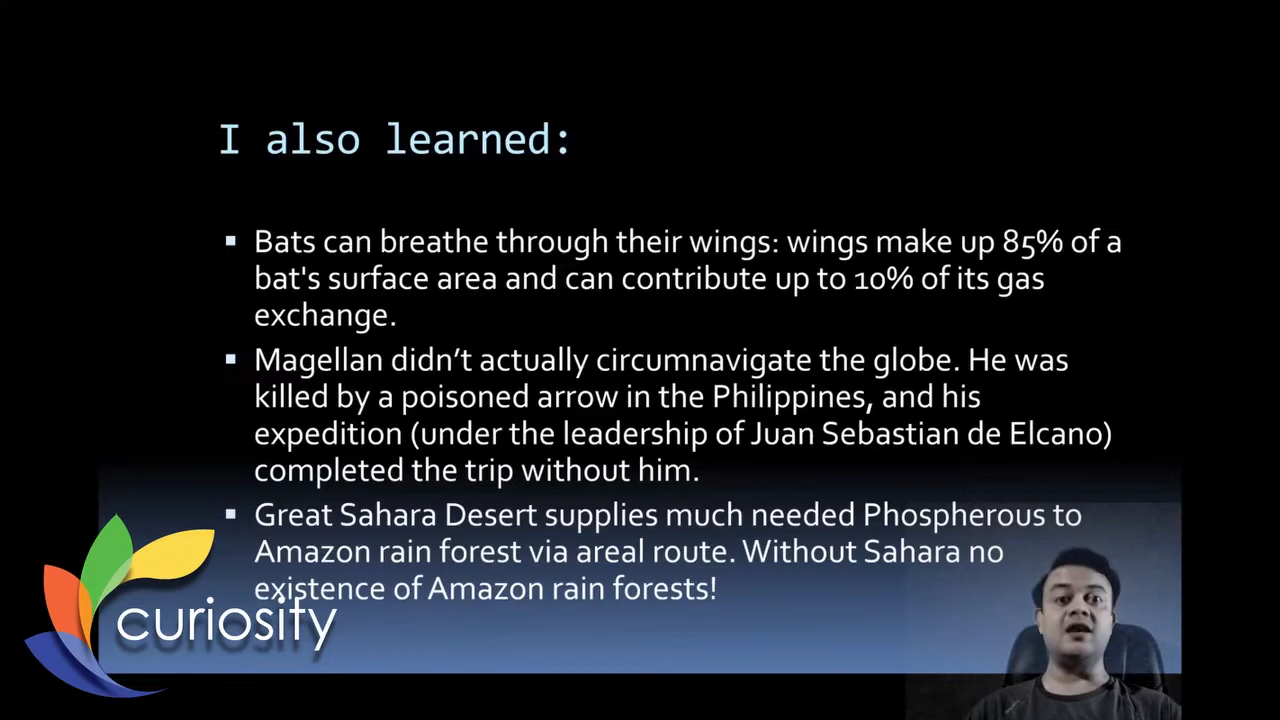 I also learned:
Bats can breathe through their wings: wings make up 85% of a
bat's surface area and can contribute up to 10% of its gas
exchange.
Magellan didn’t actually circumnavigate the globe. He was
killed by a poisoned arrow in the Philippines, and his
expedition (under the leadership of Juan Sebastian de Elcano)
completed the trip without him.
Great Sahara Desert supplies much needed Phospherous to
Amazon rain forest via areal route. Without Sahara no
existence of Amazon rain forests!
curiosity